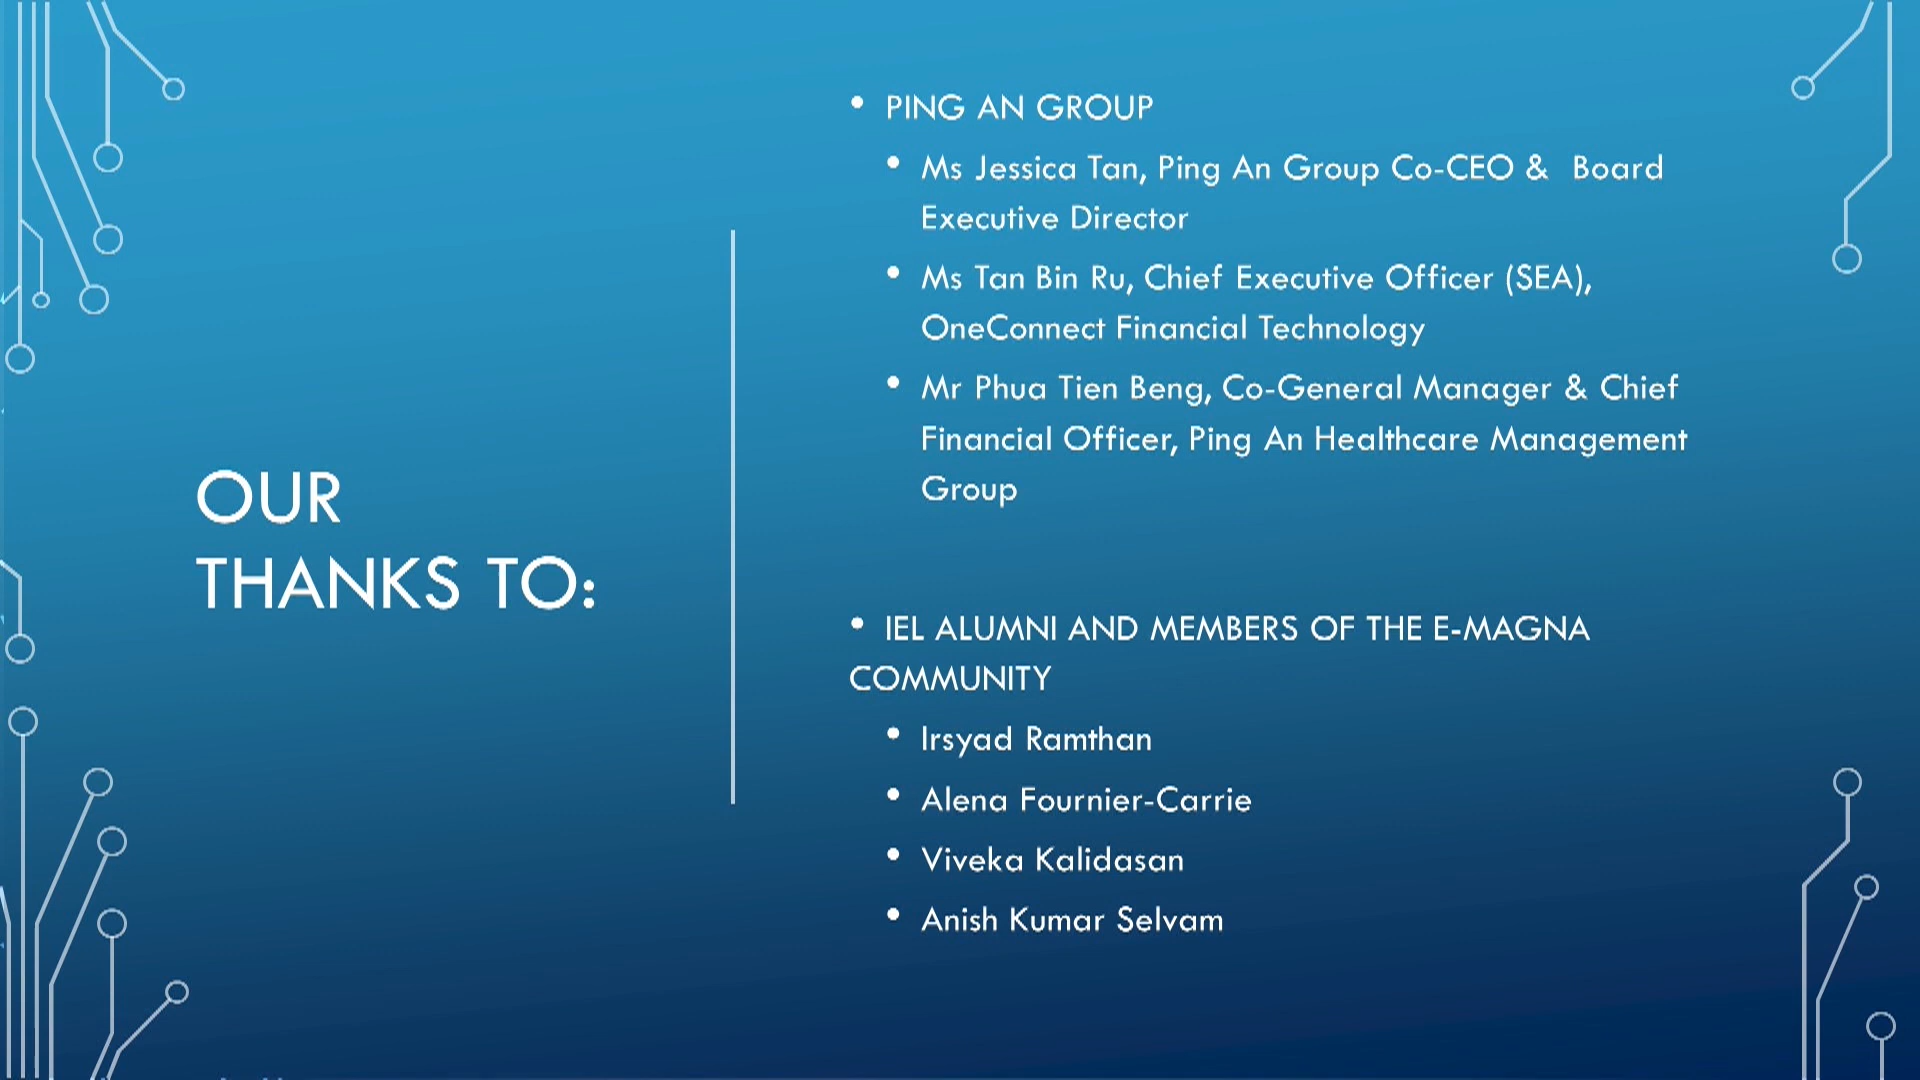 OUR
THANKS TO:
• PING AN GROUP
• Ms Jessica Tan, Ping An Group Co-CEO & Board
Executive Director
• Ms Tan Bin Ru, Chief Executive Officer (SEA),
OneConnect Financial Technology
• Mr Phua Tien Beng, Co-General Manager & Chief
Financial Officer, Ping An Healthcare Management
Group
• IEL ALUMNI AND MEMBERS OF THE E-MAGNA
COMMUNITY
• Irsyad Ramthan
• Alena Fournier-Carrie
• Viveka Kalidasan
• Anish Kumar Selvam